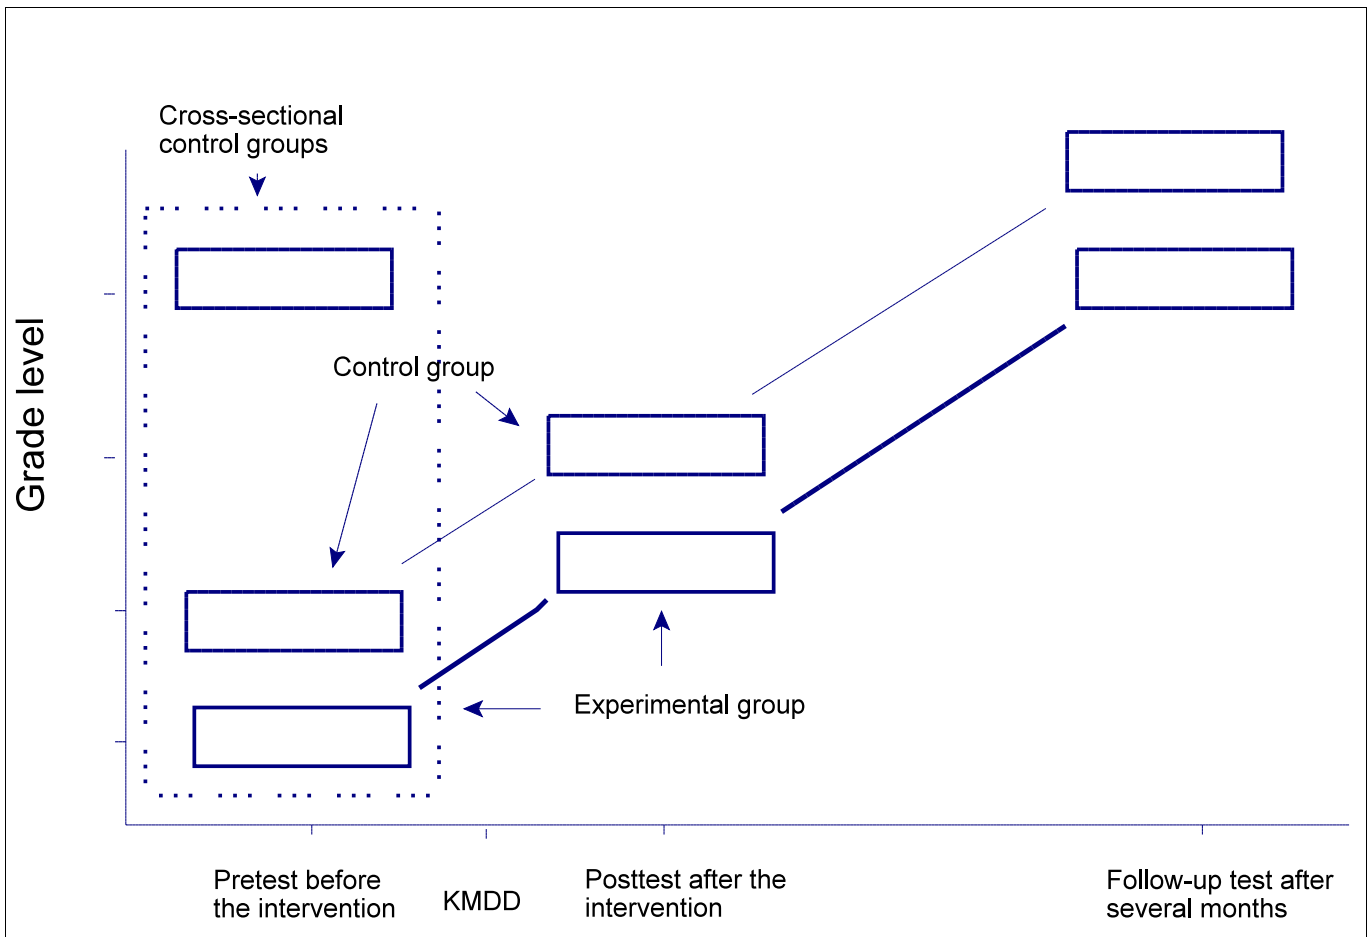 Cross-sectional
control groups
Grade level
Control group
Experimental group
Pretest before
the intervention
KMDD
Posttest after the
intervention
Follow-up test after
several months